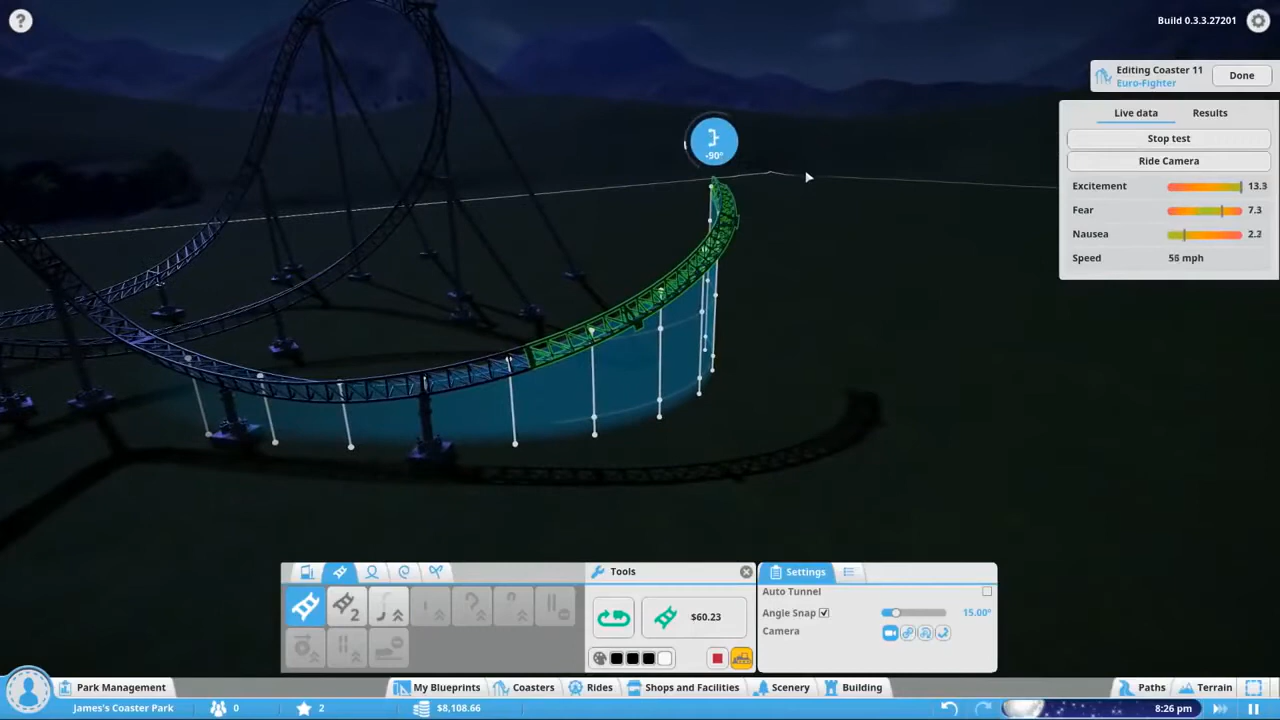 ?
Build 0.3.3.27201
Editing Coaster 11
Euro-Fighter
Done
Live data
Results
Stop test
Ride Camera
Excitement 13.3
Fear 7.3
Nausea 2.3
Speed 56 mph
-90°
2
Tools
$60.23
Settings
Auto Tunnel
Angle Snap 15.00°
Camera
Park Management
My Blueprints
Coasters
Rides
Shops and Facilities
Scenery
Building
Paths
Terrain
James's Coaster Park
0
2
$8,108.66
8:26 pm